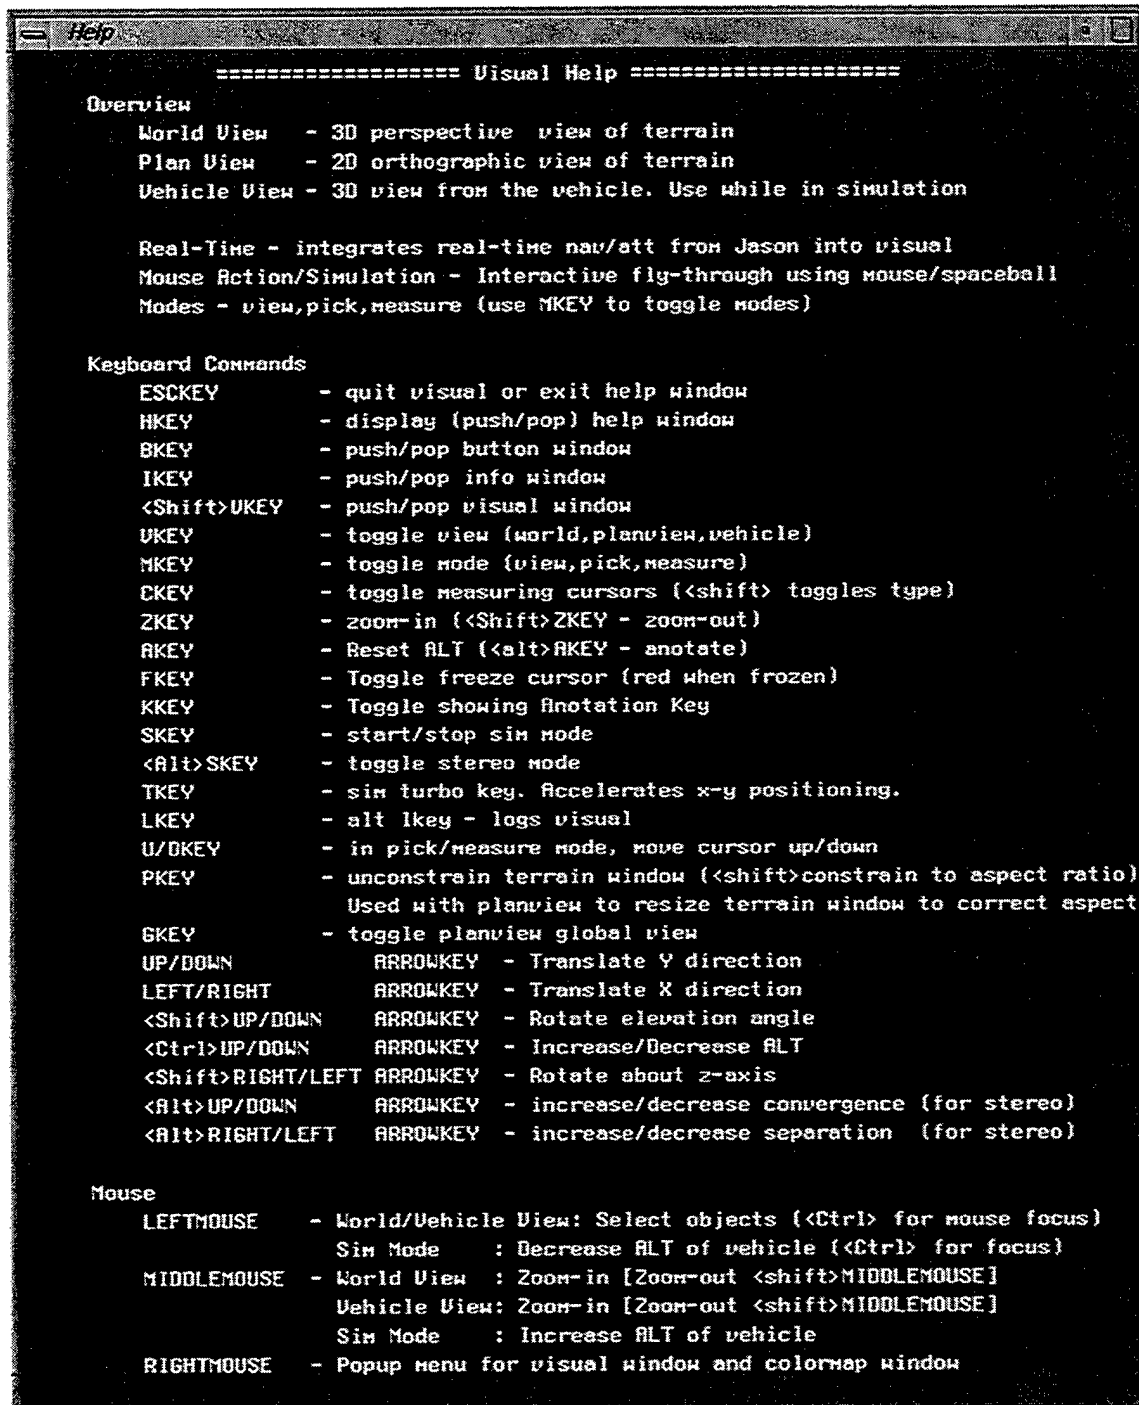 Help
=================== Visual Help =====================
Overview
World View - 3D perspective view of terrain
Plan View - 2D orthographic view of terrain
Vehicle View - 3D view from the vehicle. Use while in simulation
Real-Time - integrates real-time nav/att from Jason into visual
Mouse Action/Simulation - Interactive fly-through using mouse/spaceball
Modes - view,pick,measure (use MKEY to toggle modes)
Keyboard Commands
ESCKEY - quit visual or exit help window
HKEY - display (push/pop) help window
BKEY - push/pop button window
IKEY - push/pop info window
<Shift>VKEY - push/pop visual window
VKEY - toggle view (world,planview,vehicle)
MKEY - toggle mode (view,pick,measure)
CKEY - toggle measuring cursors (<shift> toggles type)
ZKEY - zoom-in (<Shift>ZKEY - zoom-out)
AKEY - Reset ALT (<alt>AKEY - anotate)
FKEY - Toggle freeze cursor (red when frozen)
KKEY - Toggle showing Anotation Key
SKEY - start/stop sim mode
<Alt>SKEY - toggle stereo mode
TKEY - sim turbo key. Accelerates x-y positioning.
LKEY - alt lkey - logs visual
U/DKEY - in pick/measure mode, move cursor up/down
PKEY - unconstrain terrain window (<shift>constrain to aspect ratio)
Used with planview to resize terrain window to correct aspect
GKEY - toggle planview global view
UP/DOWN ARROWKEY - Translate Y direction
LEFT/RIGHT ARROWKEY - Translate X direction
<Shift>UP/DOWN ARROWKEY - Rotate elevation angle
<Ctrl>UP/DOWN ARROWKEY - Increase/Decrease ALT
<Shift>RIGHT/LEFT ARROWKEY - Rotate about z-axis
<Alt>UP/DOWN ARROWKEY - increase/decrease convergence (for stereo)
<Alt>RIGHT/LEFT ARROWKEY - increase/decrease separation (for stereo)
Mouse
LEFTMOUSE - World/Vehicle View: Select objects (<Ctrl> for mouse focus)
Sim Mode : Decrease ALT of vehicle (<Ctrl> for focus)
MIDDLEMOUSE - World View : Zoom-in [Zoom-out <shift>MIDDLEMOUSE]
Vehicle View: Zoom-in [Zoom-out <shift>MIDDLEMOUSE]
Sim Mode : Increase ALT of vehicle
RIGHTMOUSE - Popup menu for visual window and colormap window